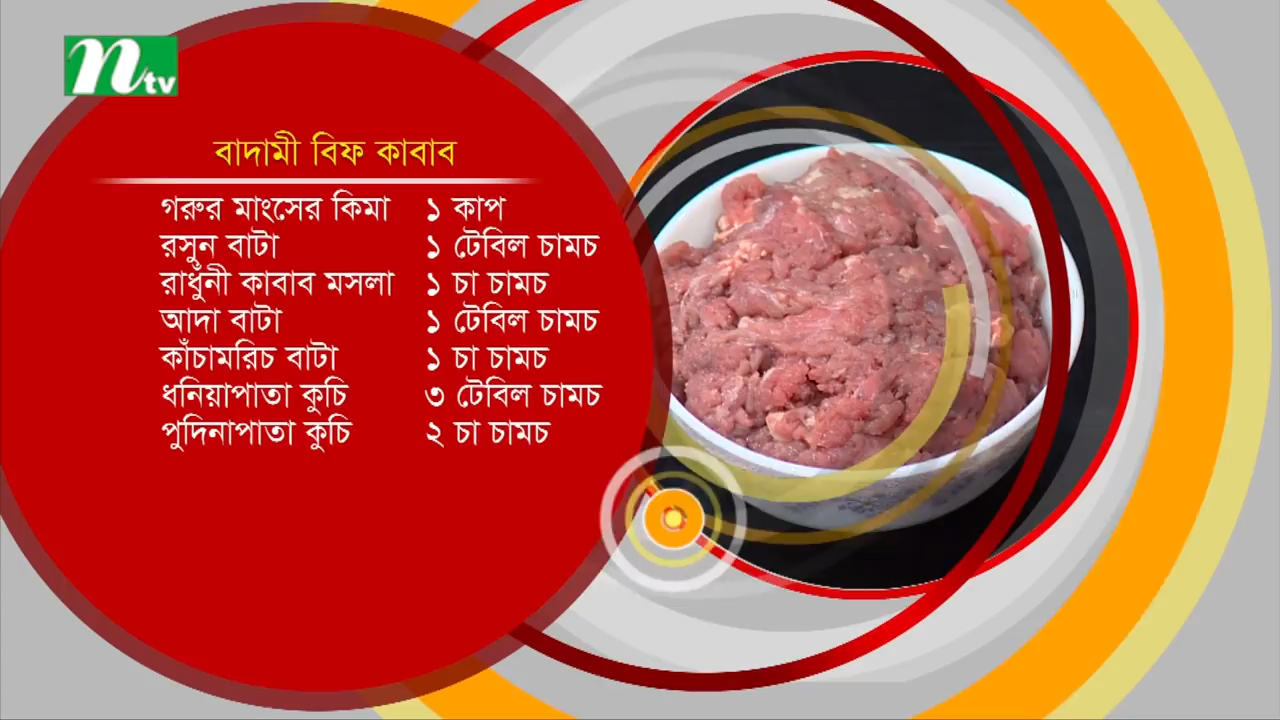 ntv
বাদামী বিফ কাবাব
গরুর মাংসের কিমা ১ কাপ
রসুন বাটা ১ টেবিল চামচ
রাধুঁনী কাবাব মসলা ১ চা চামচ
আদা বাটা ১ টেবিল চামচ
কাঁচামরিচ বাটা ১ চা চামচ
ধনিয়াপাতা কুচি ৩ টেবিল চামচ
পুদিনাপাতা কুচি ২ চা চামচ